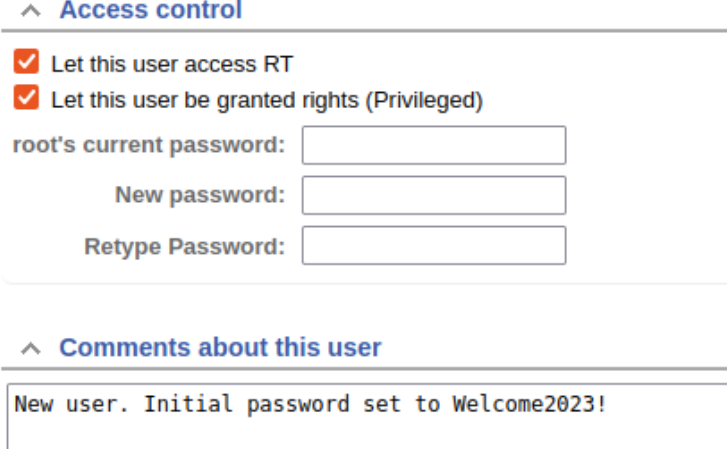 Access control
Let this user access RT
Let this user be granted rights (Privileged)
root's current password:
New password:
Retype Password:
Comments about this user
New user. Initial password set to Welcome2023!